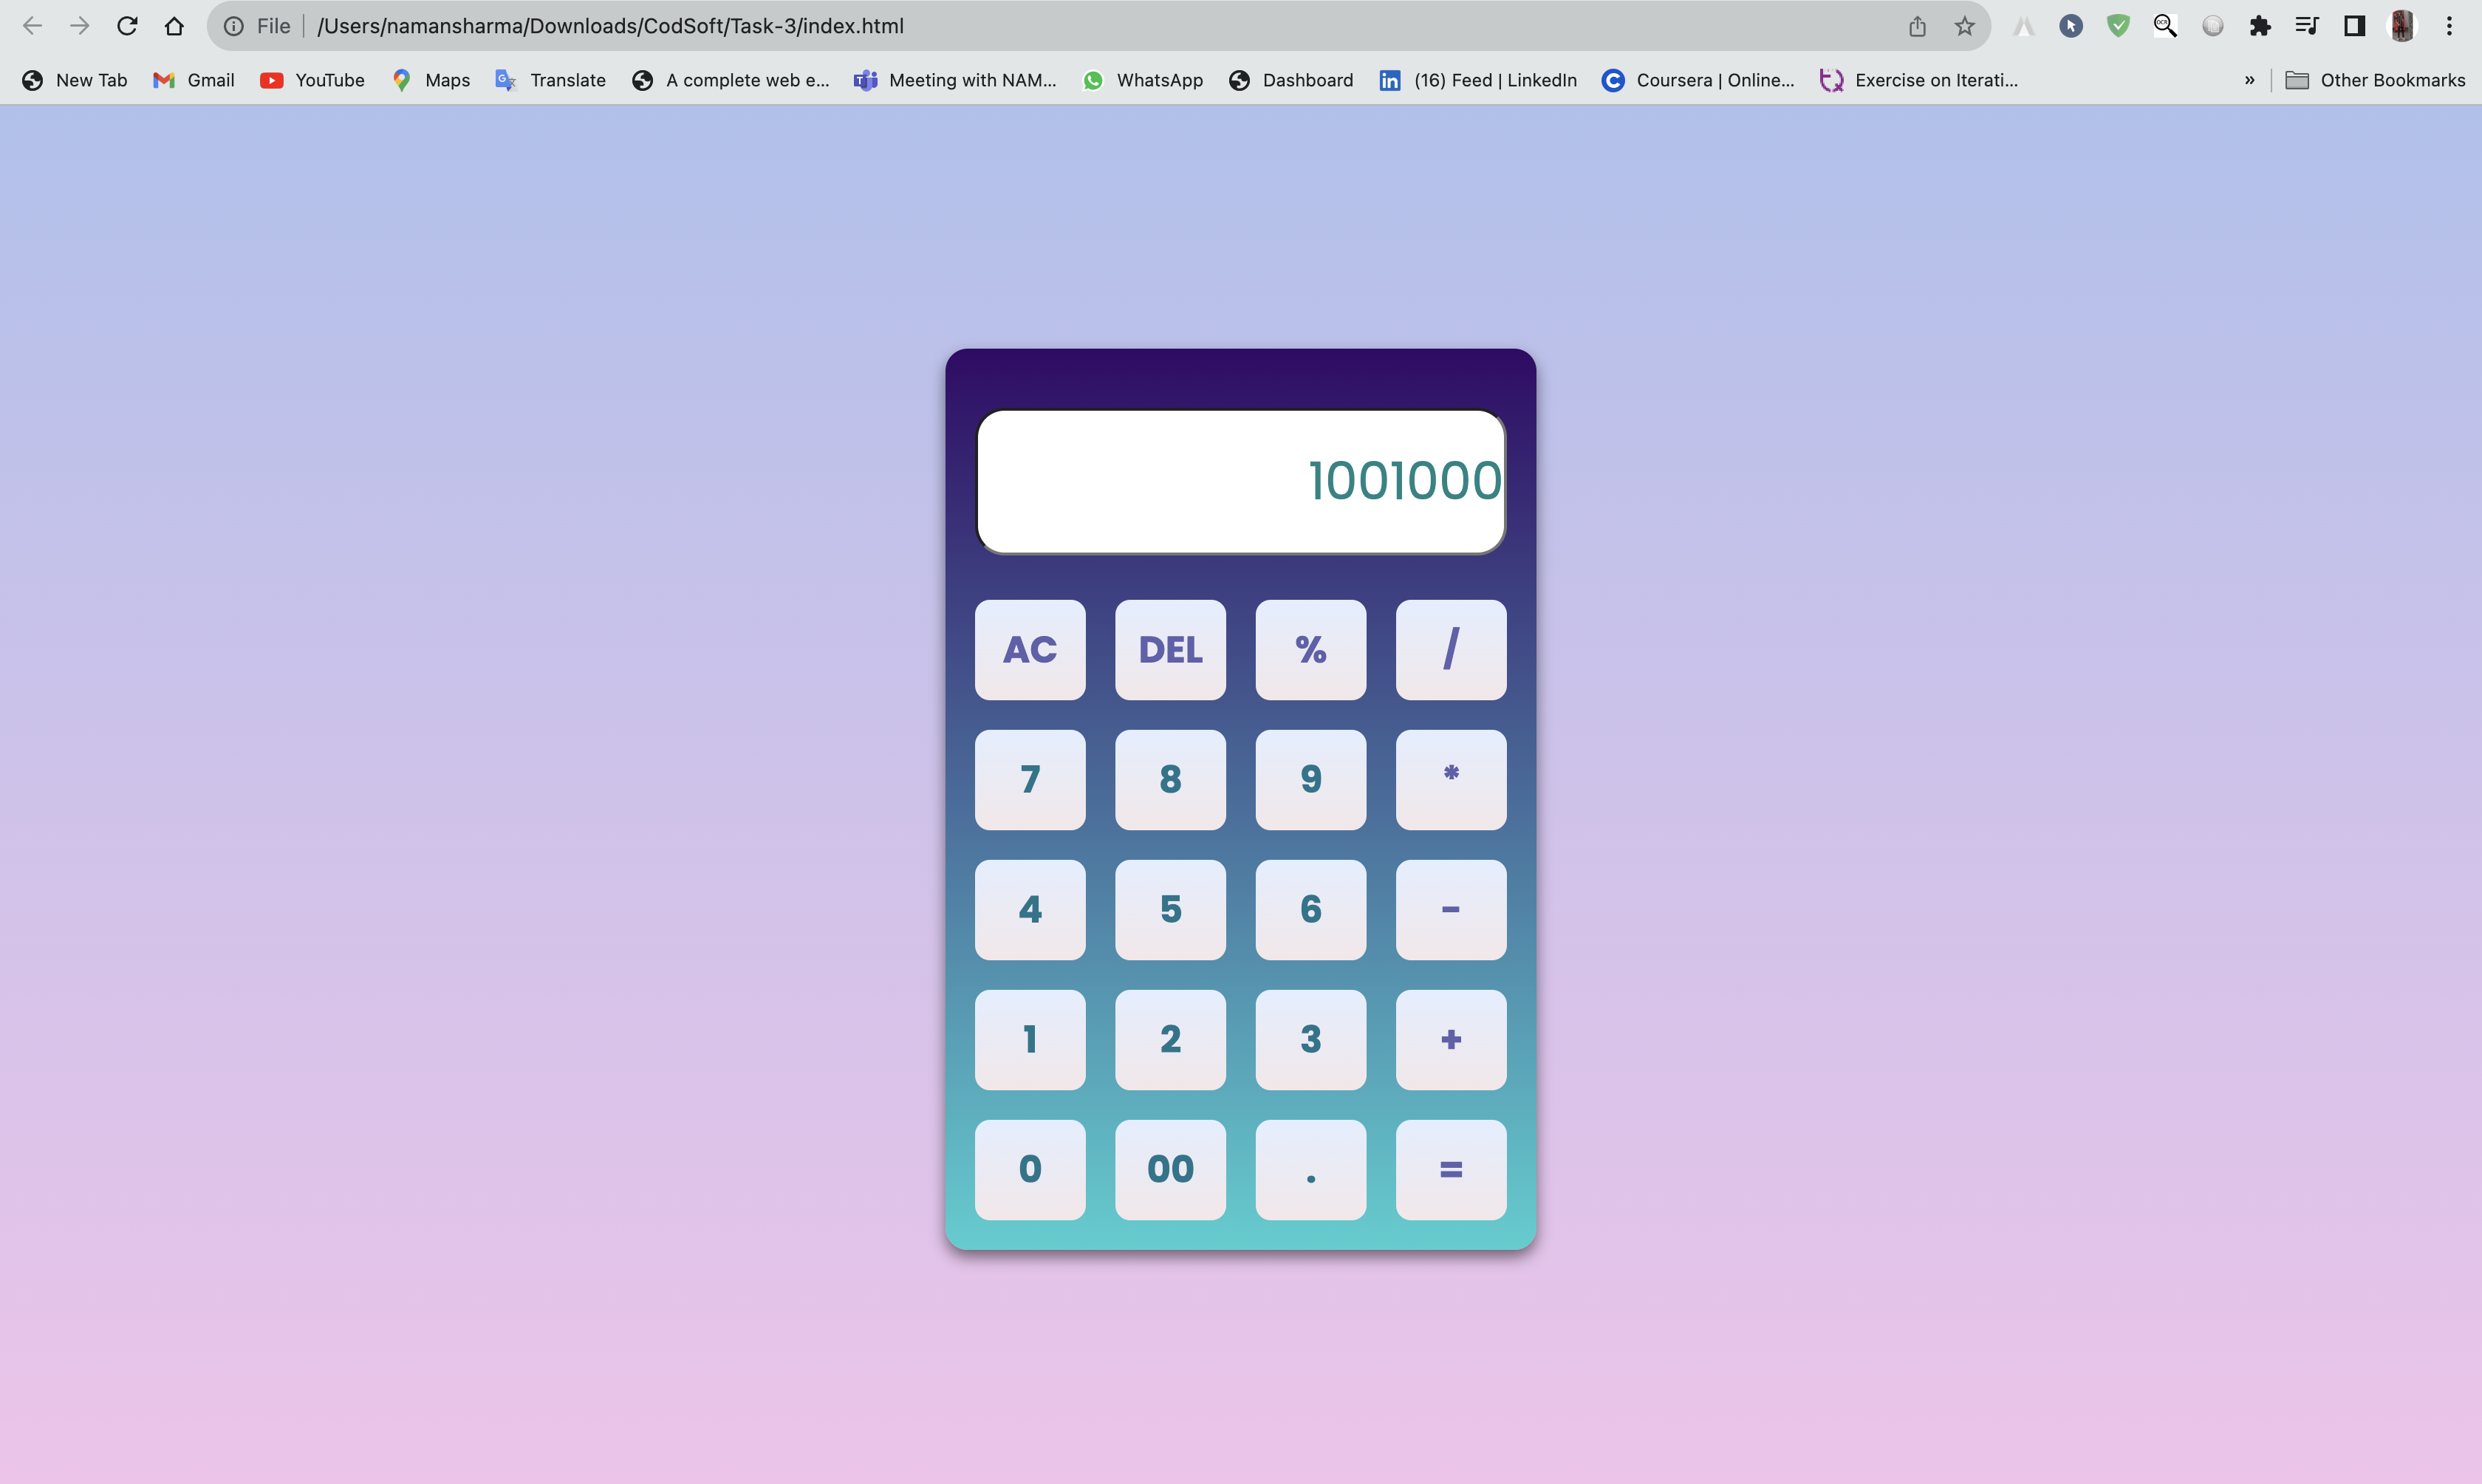 File /Users/namansharma/Downloads/CodSoft/Task-3/index.html
New Tab Gmail YouTube Maps Translate A complete web e... Meeting with NAM... WhatsApp Dashboard (16) Feed | LinkedIn Coursera | Online... Exercise on Iterati... » Other Bookmarks
1001000
AC DEL % /
7 8 9 *
4 5 6 -
1 2 3 +
0 00 . =